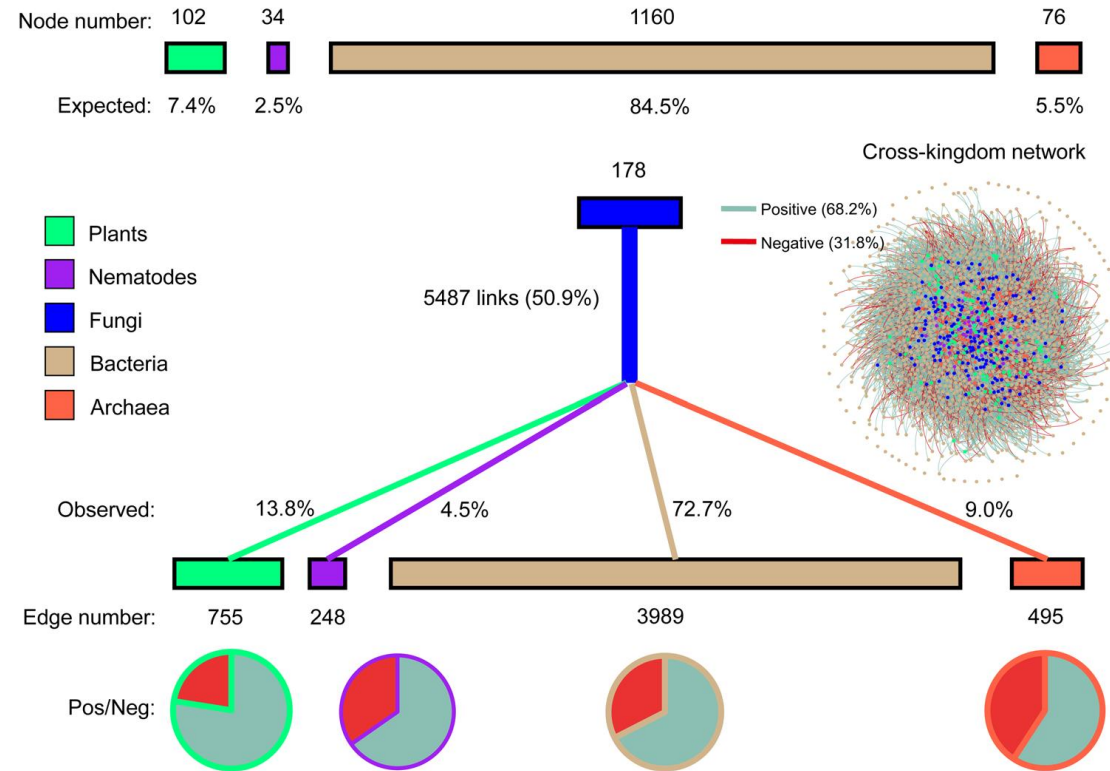 Node number: 102 34 1160 76
Expected: 7.4% 2.5% 84.5% 5.5%
Cross-kingdom network
178
Positive (68.2%)
Negative (31.8%)
Plants
Nematodes
Fungi
Bacteria
Archaea
5487 links (50.9%)
Observed: 13.8% 4.5% 72.7% 9.0%
Edge number: 755 248 3989 495
Pos/Neg: